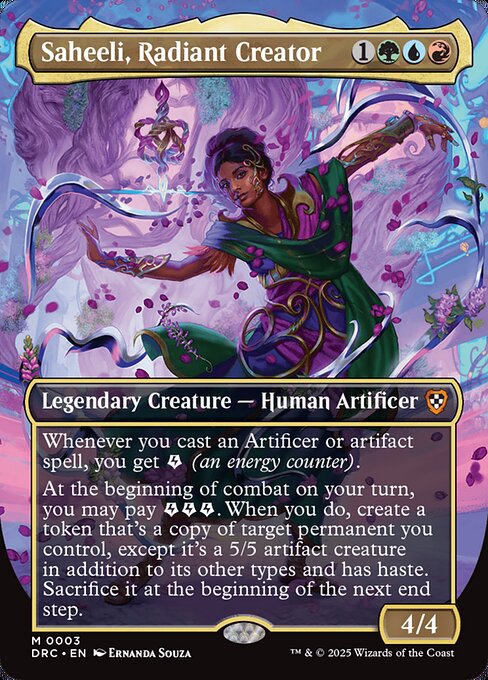 Saheeli, Radiant Creator 1
Legendary Creature — Human Artificer
Whenever you cast an Artificer or artifact
spell, you get (an energy counter).
At the beginning of combat on your turn,
you may pay . When you do, create a
token that's a copy of target permanent you
control, except it's a 5/5 artifact creature
in addition to its other types and has haste.
Sacrifice it at the beginning of the next end
step.
4/4
M 0003
DRC • EN Ernanda Souza
™ & © 2025 Wizards of the Coast